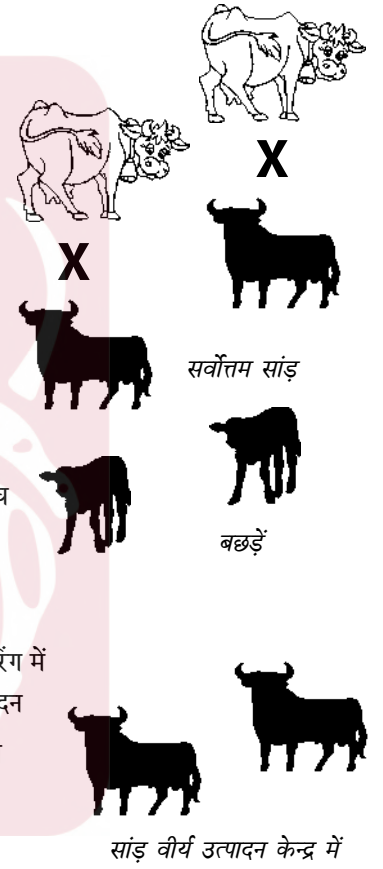 X
X
सर्वोत्तम सांड़
बछड़ें
में
सांड़ वीर्य उत्पादन केन्द्र में